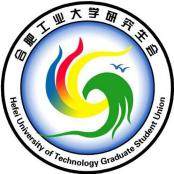 合肥工业大学研究生会
Hefei University of Technology Graduate Student Union